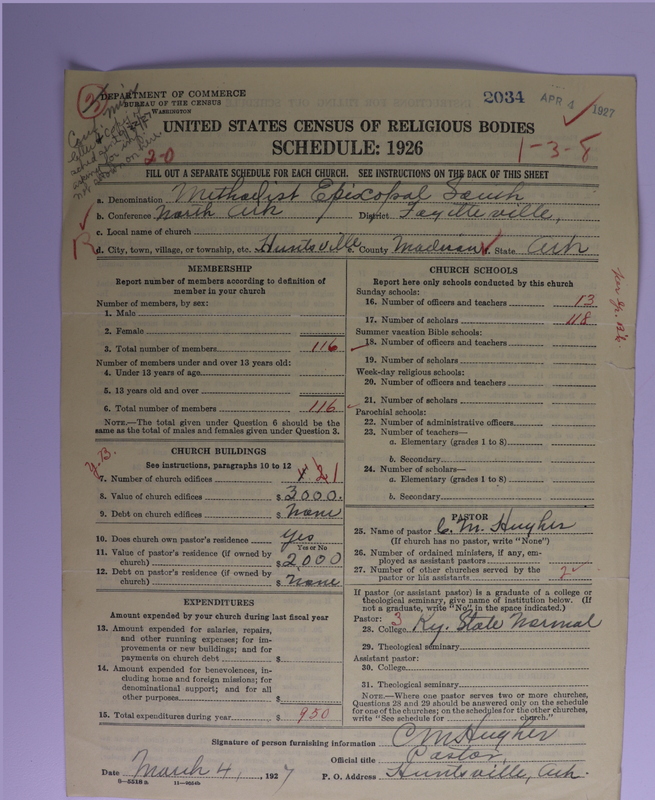 2
DEPARTMENT OF COMMERCE
BUREAU OF THE CENSUS
WASHINGTON
2034
APR 4 1927
UNITED STATES CENSUS OF RELIGIOUS BODIES
SCHEDULE: 1926
1-3-8
2-0
FILL OUT A SEPARATE SCHEDULE FOR EACH CHURCH. SEE INSTRUCTIONS ON THE BACK OF THIS SHEET
a. Denomination Methodist Episcopal South
b. Conference North Ark District Fayetteville,
c. Local name of church
d. City, town, village, or township, etc. Huntsville e. County Madison f. State Ark
MEMBERSHIP
Report number of members according to definition of
member in your church
Number of members, by sex:
1. Male
2. Female
3. Total number of members 116
Number of members under and over 13 years old:
4. Under 13 years of age
5. 13 years old and over
6. Total number of members 116
NOTE.—The total given under Question 6 should be the
same as the total of males and females given under Question 3.
Y.B.
CHURCH BUILDINGS
See instructions, paragraphs 10 to 12
7. Number of church edifices 1
8. Value of church edifices $ 3000.
9. Debt on church edifices $ None
10. Does church own pastor's residence? Yes
Yes or No
11. Value of pastor's residence (if owned by
church) $ 2000
12. Debt on pastor's residence (if owned by
church) $ None
EXPENDITURES
Amount expended by your church during last fiscal year
13. Amount expended for salaries, repairs,
and other running expenses; for im-
provements or new buildings; and for
payments on church debt $
14. Amount expended for benevolences, in-
cluding home and foreign missions; for
denominational support; and for all
other purposes $
15. Total expenditures during year $ 950
CHURCH SCHOOLS
Report here only schools conducted by this church
Sunday schools:
16. Number of officers and teachers 13
17. Number of scholars 118
Summer vacation Bible schools:
18. Number of officers and teachers
19. Number of scholars
Week-day religious schools:
20. Number of officers and teachers
21. Number of scholars
Parochial schools:
22. Number of administrative officers
23. Number of teachers—
a. Elementary (grades 1 to 8)
b. Secondary
24. Number of scholars—
a. Elementary (grades 1 to 8)
b. Secondary
PASTOR
25. Name of pastor C. M. Hughes
(If church has no pastor, write "None")
26. Number of ordained ministers, if any, em-
ployed as assistant pastors
27. Number of other churches served by the
pastor or his assistants 2
If pastor (or assistant pastor) is a graduate of a college or
theological seminary, give name of institution below. (If
not a graduate, write "No" in the space indicated.)
Pastor: 3
28. College Ky. State Normal
29. Theological seminary
Assistant pastor:
30. College
31. Theological seminary
NOTE.—Where one pastor serves two or more churches,
Questions 28 and 29 should be answered only on the schedule
for one of the churches; on the schedules for the other churches,
write "See schedule for church."
Signature of person furnishing information C M Hughes
Official title Pastor,
Date March 4, 1927 P. O. Address Huntsville, Ark.
8-5518 a